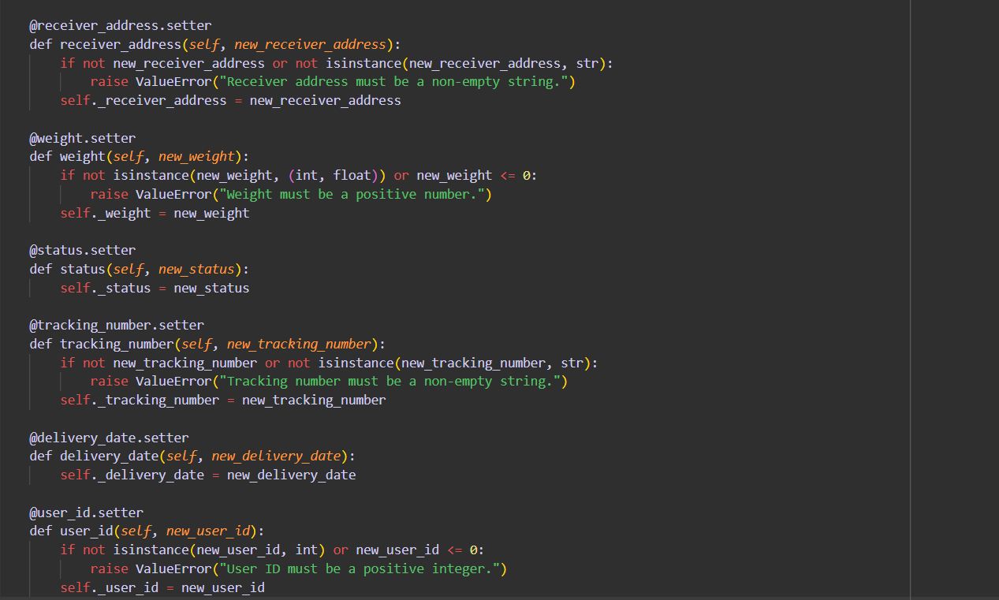 @receiver_address.setter
def receiver_address(self, new_receiver_address):
    if not new_receiver_address or not isinstance(new_receiver_address, str):
        raise ValueError("Receiver address must be a non-empty string.")
    self._receiver_address = new_receiver_address

@weight.setter
def weight(self, new_weight):
    if not isinstance(new_weight, (int, float)) or new_weight <= 0:
        raise ValueError("Weight must be a positive number.")
    self._weight = new_weight

@status.setter
def status(self, new_status):
    self._status = new_status

@tracking_number.setter
def tracking_number(self, new_tracking_number):
    if not new_tracking_number or not isinstance(new_tracking_number, str):
        raise ValueError("Tracking number must be a non-empty string.")
    self._tracking_number = new_tracking_number

@delivery_date.setter
def delivery_date(self, new_delivery_date):
    self._delivery_date = new_delivery_date

@user_id.setter
def user_id(self, new_user_id):
    if not isinstance(new_user_id, int) or new_user_id <= 0:
        raise ValueError("User ID must be a positive integer.")
    self._user_id = new_user_id